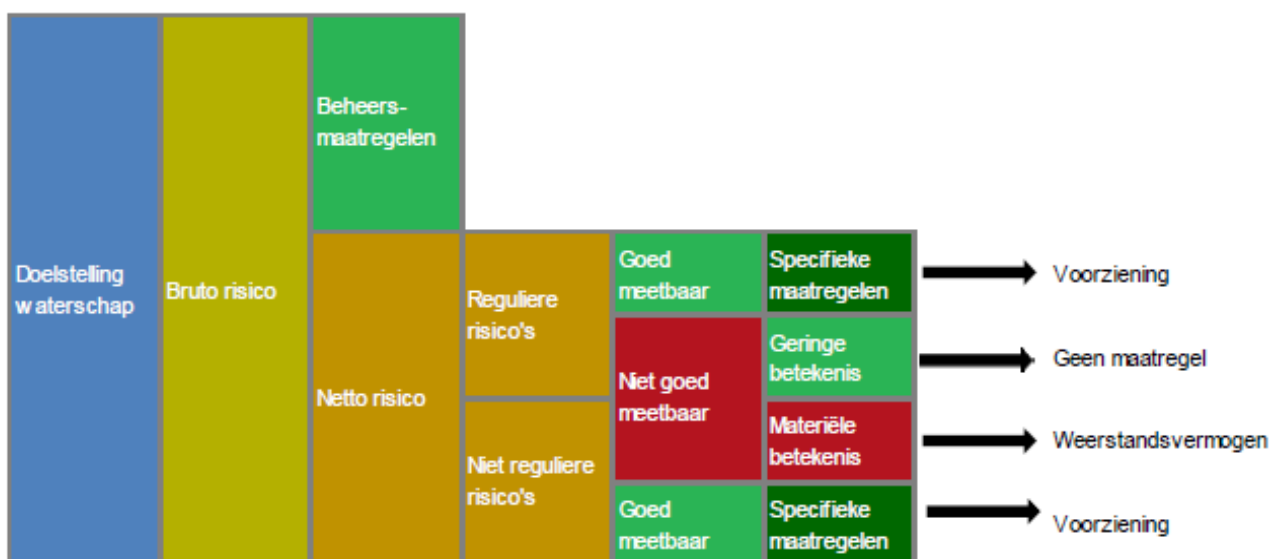 Doelstelling
waterschap
Bruto risico
Beheers-
maatregelen
Netto risico
Reguliere
risico's
Niet reguliere
risico's
Goed
meetbaar
Niet goed
meetbaar
Goed
meetbaar
Specifieke
maatregelen
Geringe
betekenis
Materiële
betekenis
Specifieke
maatregelen
Voorziening
Geen maatregel
Weerstandsvermogen
Voorziening